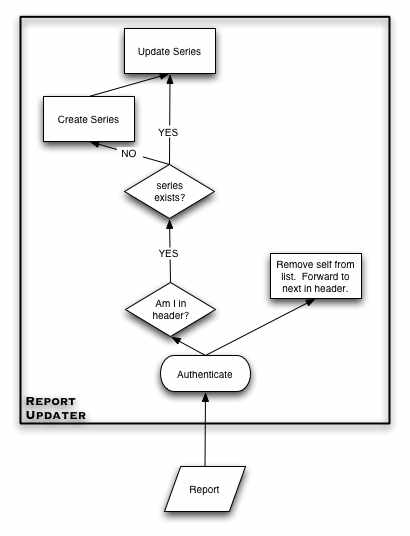 Update Series
Create Series
YES
NO
series
exists?
YES
Remove self from
list. Forward to
next in header.
Am I in
header?
Authenticate
Report
Updater
Report